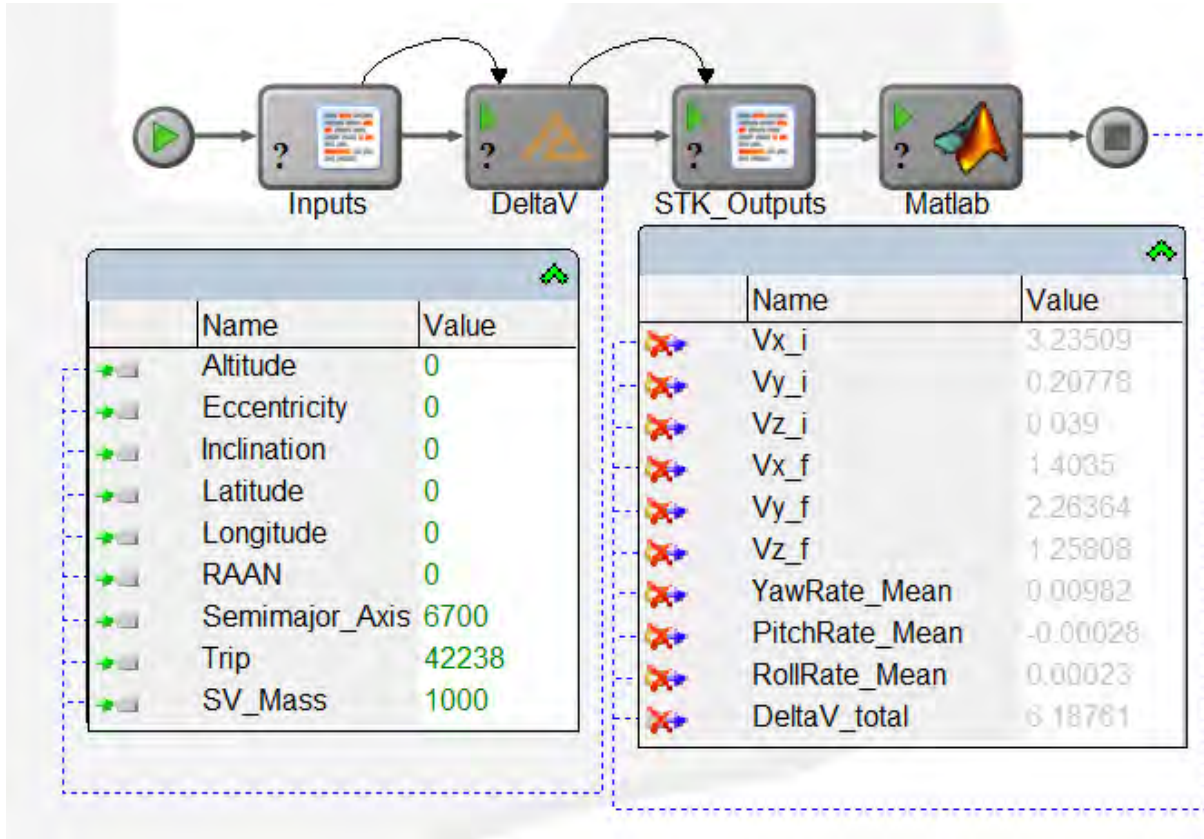 ?
?
?
?
Inputs
DeltaV
STK_Outputs
Matlab
Name Value
Altitude 0
Eccentricity 0
Inclination 0
Latitude 0
Longitude 0
RAAN 0
Semimajor_Axis 6700
Trip 42238
SV_Mass 1000
Name Value
Vx_i 3.23509
Vy_i 0.20778
Vz_i 0.039
Vx_f 1.4035
Vy_f 2.26364
Vz_f 1.25808
YawRate_Mean 0.00982
PitchRate_Mean -0.00028
RollRate_Mean 0.00023
DeltaV_total 6.18761